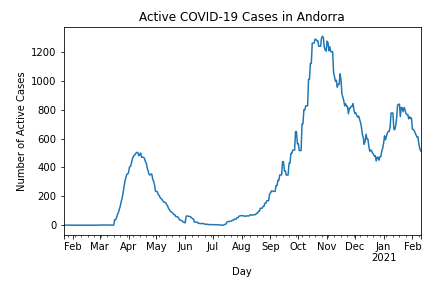 Active COVID-19 Cases in Andorra
Number of Active Cases
1200
1000
800
600
400
200
0
Feb Mar Apr May Jun Jul Aug Sep Oct Nov Dec Jan Feb
2021
Day